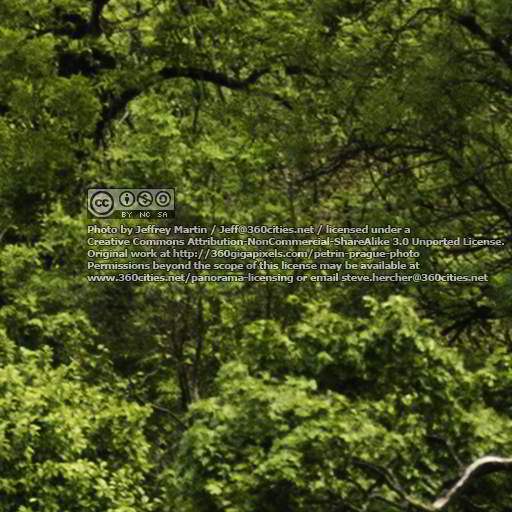 cc
BY NC SA
Photo by Jeffrey Martin / Jeff@360cities.net / licensed under a
Creative Commons Attribution-NonCommercial-ShareAlike 3.0 Unported License.
Original work at http://360gigapixels.com/petrin-prague-photo
Permissions beyond the scope of this license may be available at
www.360cities.net/panorama-licensing or email steve.hercher@360cities.net